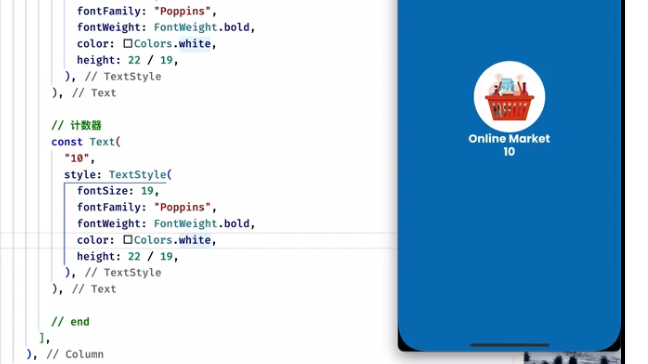 fontFamily: "Poppins",
fontWeight: FontWeight.bold,
color: Colors.white,
height: 22 / 19,
), // TextStyle
), // Text
// 计数器
const Text(
"10",
style: TextStyle(
fontSize: 19,
fontFamily: "Poppins",
fontWeight: FontWeight.bold,
color: Colors.white,
height: 22 / 19,
), // TextStyle
), // Text
// end
],
), // Column
Online Market
10